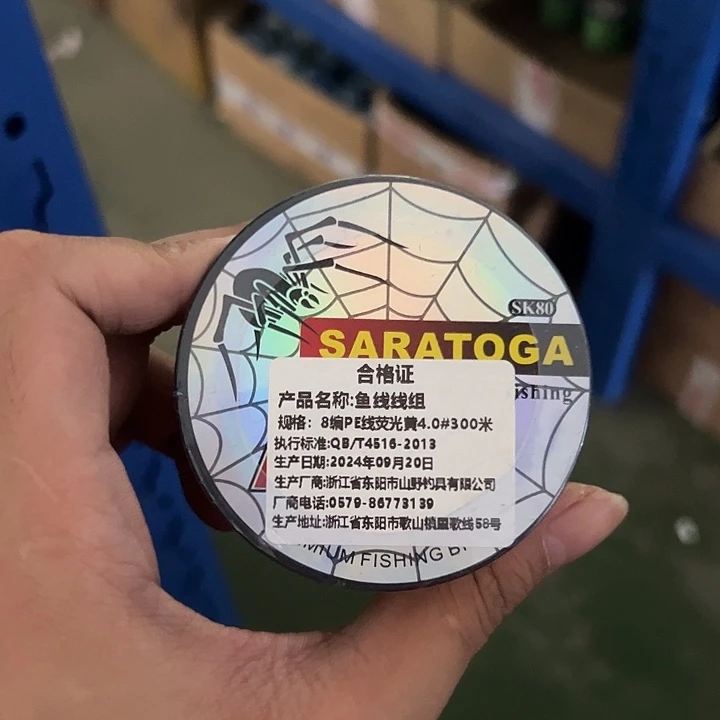 SK80
SARATOGA
ishing
合格证
产品名称:鱼线线组
规格: 8编PE线荧光黄4.0#300米
执行标准:QB/T4516-2013
生产日期:2024年09月20日
生产厂商:浙江省东阳市山野钓具有限公司
厂商电话:0579-86773139
生产地址:浙江省东阳市歌山镇歌线58号
MIUM FISHING B